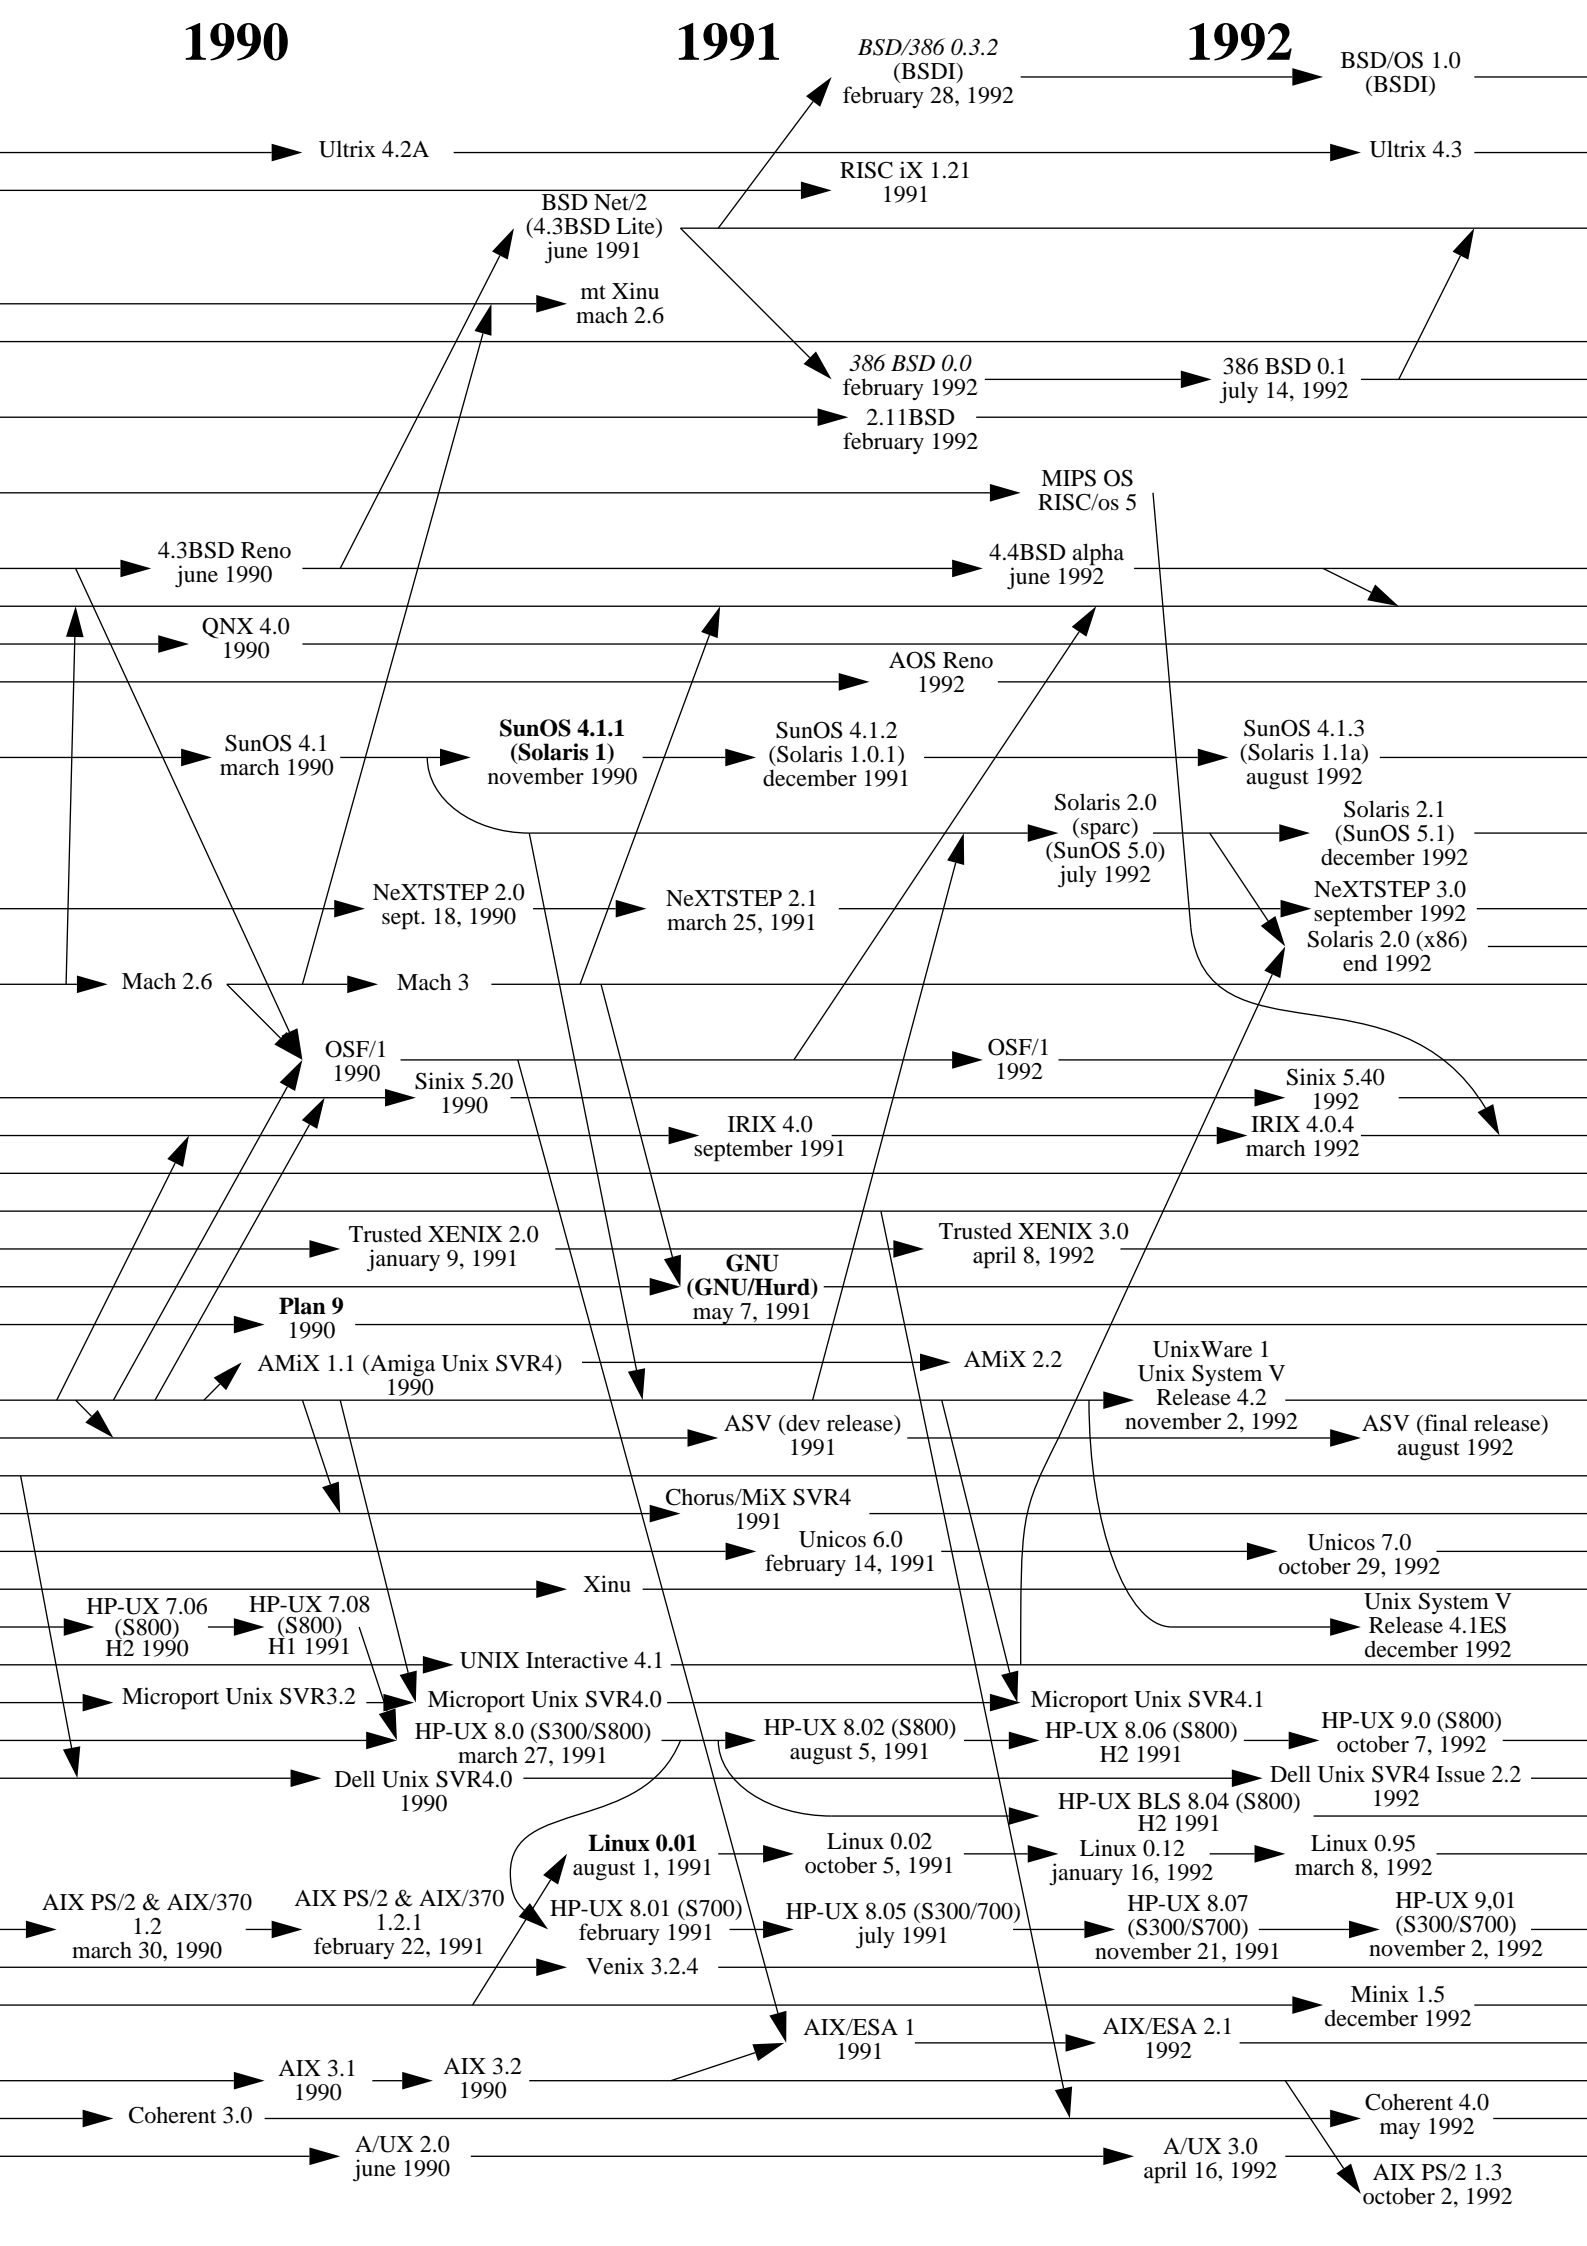 1990
1991
1992
BSD/386 0.3.2
(BSDI)
february 28, 1992
BSD/OS 1.0
(BSDI)
Ultrix 4.2A
Ultrix 4.3
RISC iX 1.21
1991
BSD Net/2
(4.3BSD Lite)
june 1991
mt Xinu
mach 2.6
386 BSD 0.0
february 1992
386 BSD 0.1
july 14, 1992
2.11BSD
february 1992
MIPS OS
RISC/os 5
4.3BSD Reno
june 1990
4.4BSD alpha
june 1992
QNX 4.0
1990
AOS Reno
1992
SunOS 4.1
march 1990
SunOS 4.1.1
(Solaris 1)
november 1990
SunOS 4.1.2
(Solaris 1.0.1)
december 1991
SunOS 4.1.3
(Solaris 1.1a)
august 1992
Solaris 2.0
(sparc)
(SunOS 5.0)
july 1992
Solaris 2.1
(SunOS 5.1)
december 1992
NeXTSTEP 2.0
sept. 18, 1990
NeXTSTEP 2.1
march 25, 1991
NeXTSTEP 3.0
september 1992
Solaris 2.0 (x86)
end 1992
Mach 2.6
Mach 3
OSF/1
1990
OSF/1
1992
Sinix 5.20
1990
Sinix 5.40
1992
IRIX 4.0
september 1991
IRIX 4.0.4
march 1992
Trusted XENIX 2.0
january 9, 1991
Trusted XENIX 3.0
april 8, 1992
GNU
(GNU/Hurd)
may 7, 1991
Plan 9
1990
AMiX 1.1 (Amiga Unix SVR4)
1990
AMiX 2.2
UnixWare 1
Unix System V
Release 4.2
november 2, 1992
ASV (dev release)
1991
ASV (final release)
august 1992
Chorus/MiX SVR4
1991
Unicos 6.0
february 14, 1991
Unicos 7.0
october 29, 1992
Xinu
HP-UX 7.06
(S800)
H2 1990
HP-UX 7.08
(S800)
H1 1991
Unix System V
Release 4.1ES
december 1992
UNIX Interactive 4.1
Microport Unix SVR3.2
Microport Unix SVR4.0
Microport Unix SVR4.1
HP-UX 8.0 (S300/S800)
march 27, 1991
HP-UX 8.02 (S800)
august 5, 1991
HP-UX 8.06 (S800)
H2 1991
HP-UX 9.0 (S800)
october 7, 1992
Dell Unix SVR4.0
1990
Dell Unix SVR4 Issue 2.2
1992
HP-UX BLS 8.04 (S800)
H2 1991
Linux 0.01
august 1, 1991
Linux 0.02
october 5, 1991
Linux 0.12
january 16, 1992
Linux 0.95
march 8, 1992
AIX PS/2 & AIX/370
1.2
march 30, 1990
AIX PS/2 & AIX/370
1.2.1
february 22, 1991
HP-UX 8.01 (S700)
february 1991
HP-UX 8.05 (S300/700)
july 1991
HP-UX 8.07
(S300/S700)
november 21, 1991
HP-UX 9,01
(S300/S700)
november 2, 1992
Venix 3.2.4
Minix 1.5
december 1992
AIX/ESA 1
1991
AIX/ESA 2.1
1992
AIX 3.1
1990
AIX 3.2
1990
Coherent 3.0
Coherent 4.0
may 1992
A/UX 2.0
june 1990
A/UX 3.0
april 16, 1992
AIX PS/2 1.3
october 2, 1992